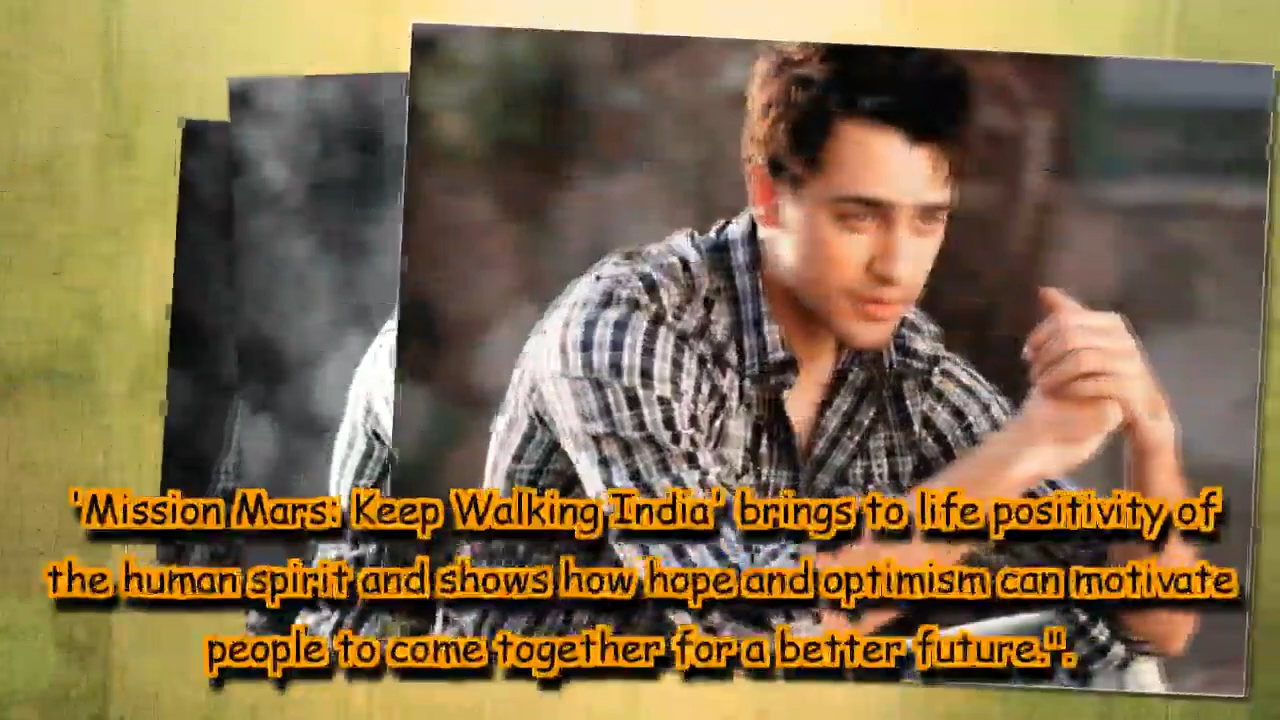 'Mission Mars: Keep Walking India' brings to life positivity of
the human spirit and shows how hope and optimism can motivate
people to come together for a better future.".